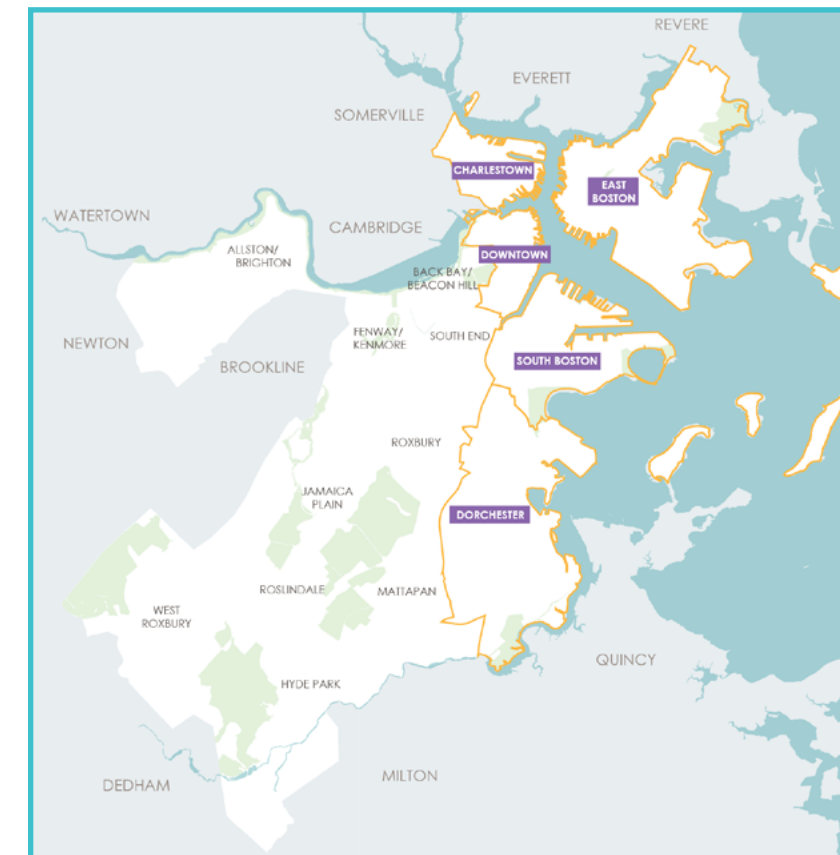 REVERE
EVERETT
SOMERVILLE
CHARLESTOWN
EAST
BOSTON
WATERTOWN
CAMBRIDGE
ALLSTON/
BRIGHTON
DOWNTOWN
BACK BAY/
BEACON HILL
FENWAY/
KENMORE
SOUTH END
NEWTON
BROOKLINE
SOUTH BOSTON
ROXBURY
JAMAICA
PLAIN
DORCHESTER
ROSLINDALE
MATTAPAN
WEST
ROXBURY
QUINCY
HYDE PARK
DEDHAM
MILTON